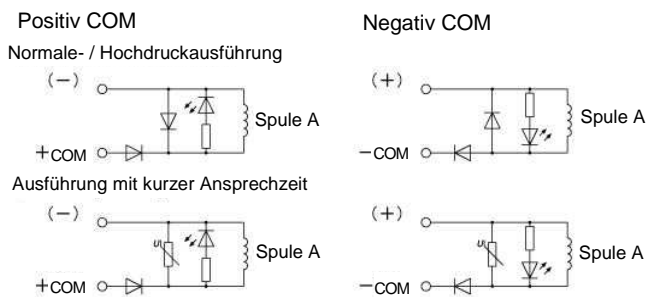 Positiv COM
Negativ COM
Normale- / Hochdruckausführung
(−)
Spule A
+COM
(+)
Spule A
−COM
Ausführung mit kurzer Ansprechzeit
(−)
U
Spule A
+COM
(+)
U
Spule A
−COM